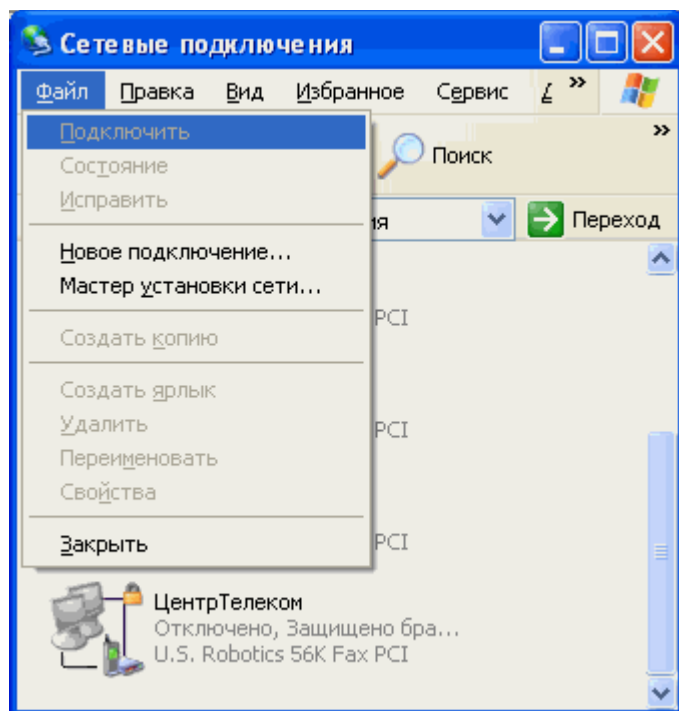 Сетевые подключения
Файл Правка Вид Избранное Сервис »
Поиск »
Переход
Подключить
Состояние
Исправить
Новое подключение...
Мастер установки сети...
Создать копию
PCI
Создать ярлык
Удалить
PCI
Переименовать
Свойства
Закрыть
PCI
ЦентрТелеком
Отключено, Защищено бра...
U.S. Robotics 56K Fax PCI